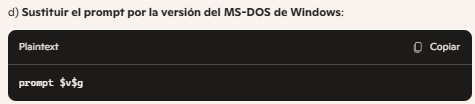 d) Sustituir el prompt por la versión del MS-DOS de Windows:
Plaintext
Copiar
prompt $v$g